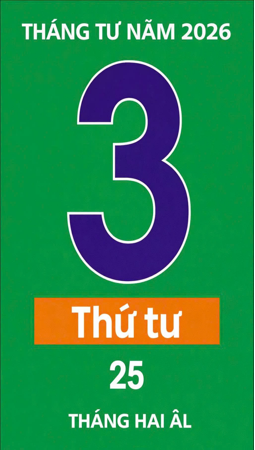 THÁNG TƯ NĂM 2026
3
Thứ tư
25
THÁNG HAI ÂL